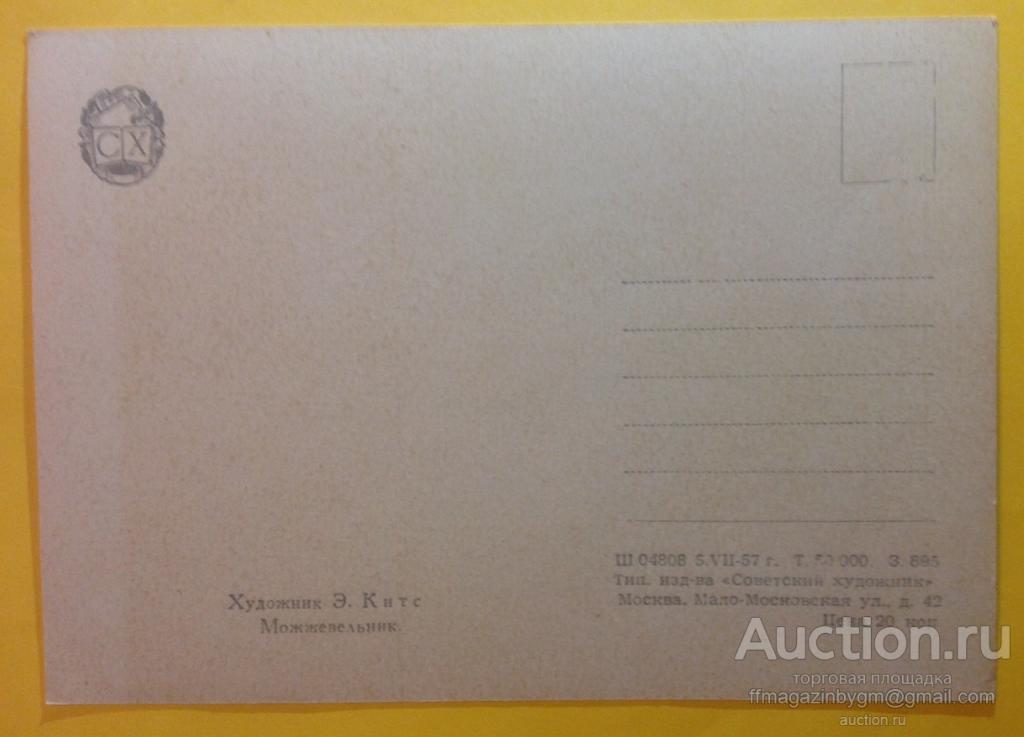 СХ
Художник Э. Китс
Можжевельник.
Ш 04808 5.VII-57 г. Т. 50 000. З. 895
Тип. изд-ва «Советский художник»
Москва. Мало-Московская ул., д. 42
Цена 20 коп.
Auction.ru
торговая площадка
ffmagazinbygm@gmail.com
auction.ru